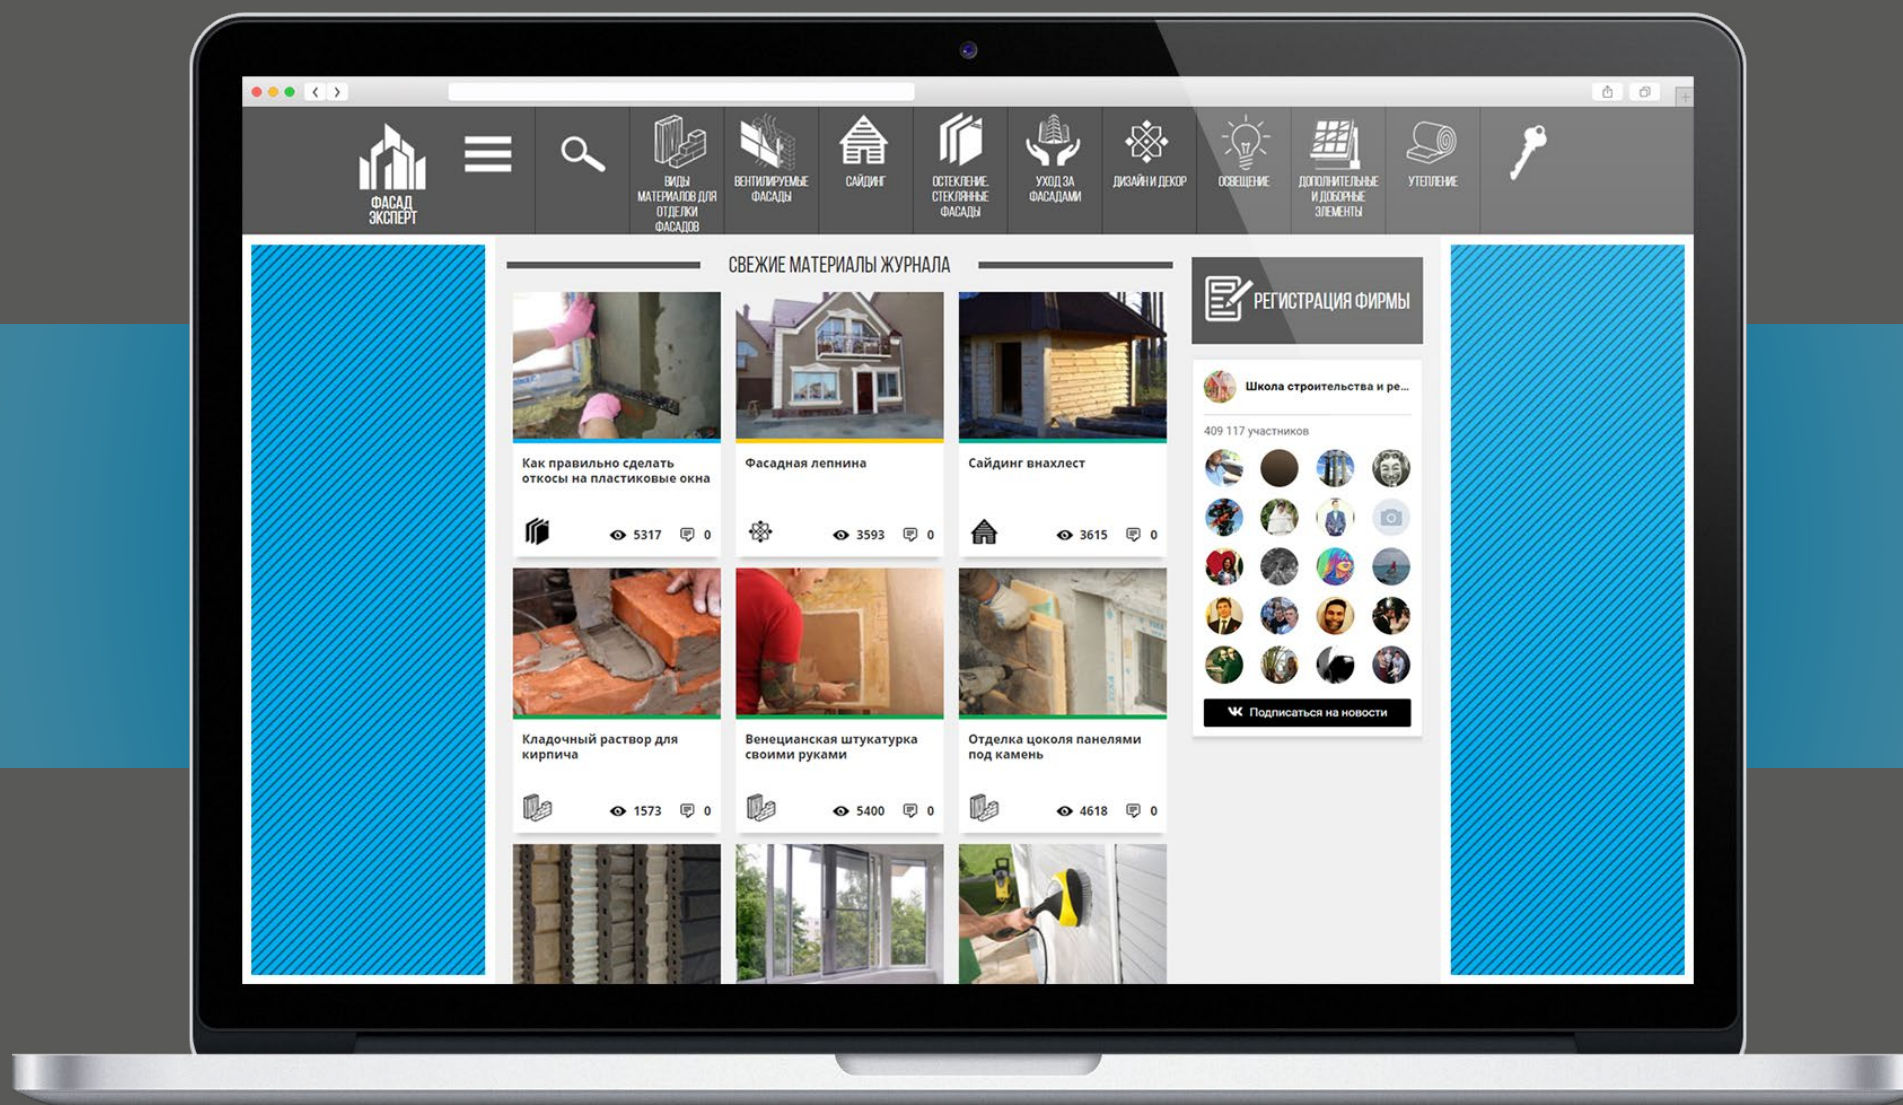 ФАСАД
ЭКСПЕРТ
ВИДЫ
МАТЕРИАЛОВ ДЛЯ
ОТДЕЛКИ
ФАСАДОВ
ВЕНТИЛИРУЕМЫЕ
ФАСАДЫ
САЙДИНГ
ОСТЕКЛЕНИЕ.
СТЕКЛЯННЫЕ
ФАСАДЫ
УХОД ЗА
ФАСАДАМИ
ДИЗАЙН И ДЕКОР
ОСВЕЩЕНИЕ
ДОПОЛНИТЕЛЬНЫЕ
И ДОБОРНЫЕ
ЭЛЕМЕНТЫ
УТЕПЛЕНИЕ
СВЕЖИЕ МАТЕРИАЛЫ ЖУРНАЛА
Как правильно сделать
откосы на пластиковые окна
5317 0
Фасадная лепнина
3593 0
Сайдинг внахлест
3615 0
Кладочный раствор для
кирпича
1573 0
Венецианская штукатурка
своими руками
5400 0
Отделка цоколя панелями
под камень
4618 0
РЕГИСТРАЦИЯ ФИРМЫ
Школа строительства и ре...
409 117 участников
Подписаться на новости